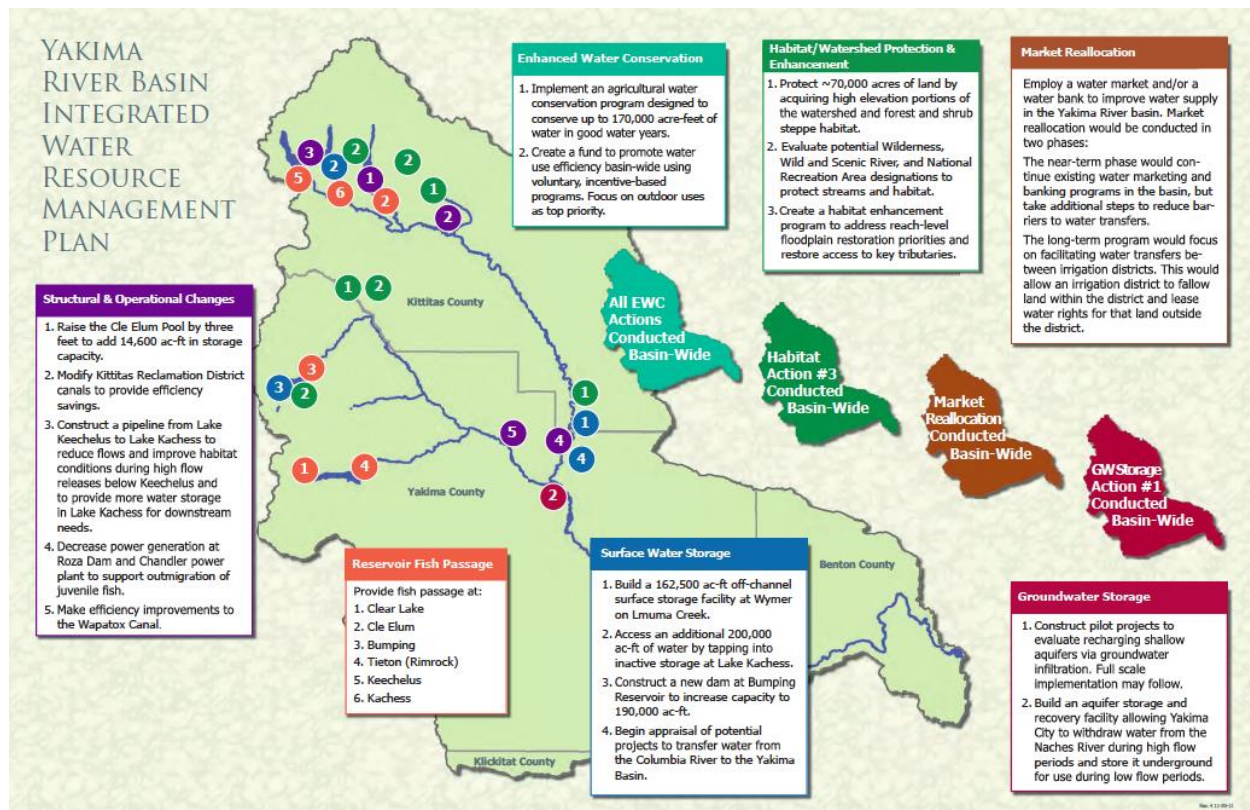 YAKIMA
RIVER BASIN
INTEGRATED
WATER
RESOURCE
MANAGEMENT
PLAN
Enhanced Water Conservation
1. Implement an agricultural water
conservation program designed to
conserve up to 170,000 acre-feet of
water in good water years.
2. Create a fund to promote water
use efficiency basin-wide using
voluntary, incentive-based
programs. Focus on outdoor uses
as top priority.
Habitat/Watershed Protection &
Enhancement
1. Protect ~70,000 acres of land by
acquiring high elevation portions of
the watershed and forest and shrub
steppe habitat.
2. Evaluate potential Wilderness,
Wild and Scenic River, and National
Recreation Area designations to
protect streams and habitat.
3. Create a habitat enhancement
program to address reach-level
floodplain restoration priorities and
restore access to key tributaries.
Market Reallocation
Employ a water market and/or a
water bank to improve water supply
in the Yakima River basin. Market
reallocation would be conducted in
two phases:
The near-term phase would con-
tinue existing water marketing and
banking programs in the basin, but
take additional steps to reduce bar-
riers to water transfers.
The long-term program would focus
on facilitating water transfers be-
tween irrigation districts. This would
allow an irrigation district to fallow
land within the district and lease
water rights for that land outside
the district.
3
2
2
2
5
6
1
2
1
2
1
2
Kittitas County
Structural & Operational Changes
1. Raise the Cle Elum Pool by three
feet to add 14,600 ac-ft in storage
capacity.
2. Modify Kittitas Reclamation District
canals to provide efficiency
savings.
3. Construct a pipeline from Lake
Keechelus to Lake Kachess to
reduce flows and improve habitat
conditions during high flow
releases below Keechelus and
to provide more water storage
in Lake Kachess for downstream
needs.
4. Decrease power generation at
Roza Dam and Chandler power
plant to support outmigration of
juvenile fish.
5. Make efficiency improvements to
the Wapatox Canal.
3
3
2
1
1
5
4
4
1
4
2
Yakima County
All EWC
Actions
Conducted
Basin-Wide
Habitat
Action #3
Conducted
Basin-Wide
Market
Reallocation
Conducted
Basin-Wide
GW Storage
Action #1
Conducted
Basin-Wide
Reservoir Fish Passage
Provide fish passage at:
1. Clear Lake
2. Cle Elum
3. Bumping
4. Tieton (Rimrock)
5. Keechelus
6. Kachess
Surface Water Storage
1. Build a 162,500 ac-ft off-channel
surface storage facility at Wymer
on Lmuma Creek.
2. Access an additional 200,000
ac-ft of water by tapping into
inactive storage at Lake Kachess.
3. Construct a new dam at Bumping
Reservoir to increase capacity to
190,000 ac-ft.
4. Begin appraisal of potential
projects to transfer water from
the Columbia River to the Yakima
Basin.
Benton County
Klickitat County
Groundwater Storage
1. Construct pilot projects to
evaluate recharging shallow
aquifers via groundwater
infiltration. Full scale
implementation may follow.
2. Build an aquifer storage and
recovery facility allowing Yakima
City to withdraw water from the
Naches River during high flow
periods and store it underground
for use during low flow periods.